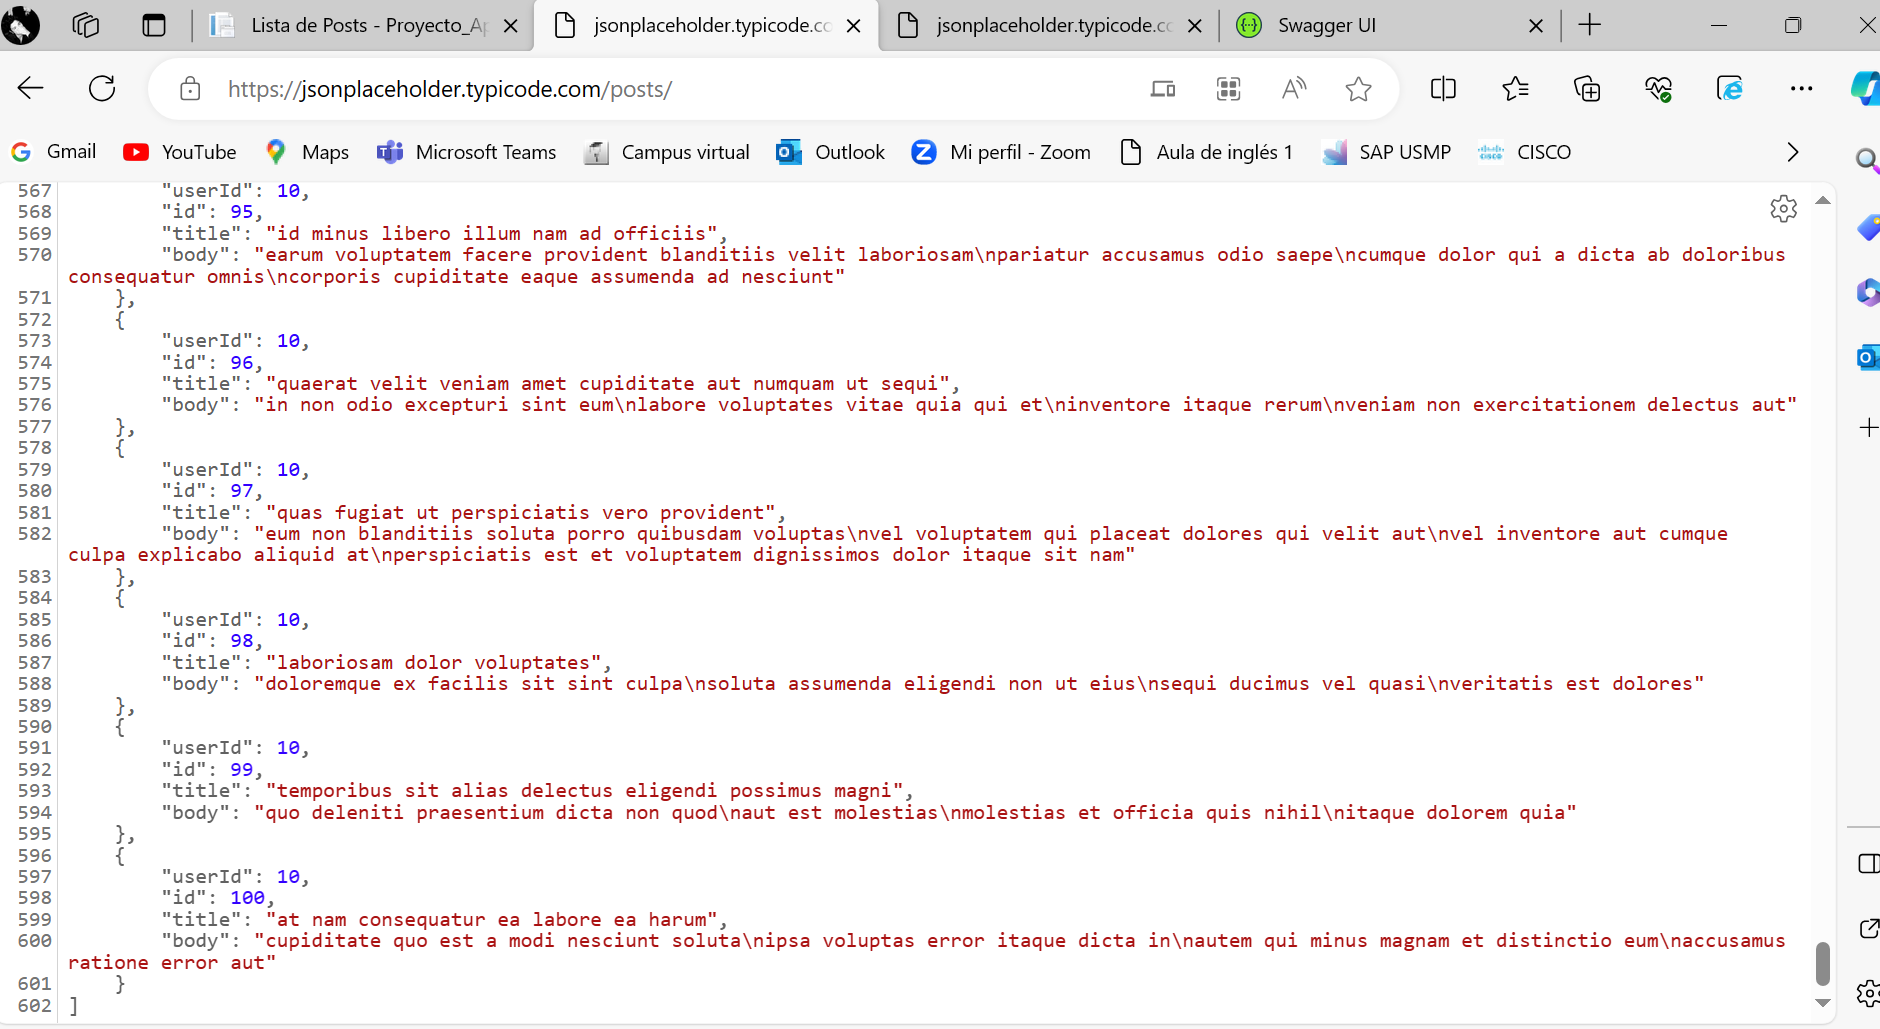 Lista de Posts - Proyecto_Ap
jsonplaceholder.typicode.co
jsonplaceholder.typicode.cc
Swagger UI
https://jsonplaceholder.typicode.com/posts/
Gmail
YouTube
Maps
Microsoft Teams
Campus virtual
Outlook
Mi perfil - Zoom
Aula de inglés 1
SAP USMP
CISCO
567 "userId": 10,
568 "id": 95,
569 "title": "id minus libero illum nam ad officiis",
570 "body": "earum voluptatem facere provident blanditiis velit laboriosam\npariatur accusamus odio saepe\ncumque dolor qui a dicta ab doloribus
consequatur omnis\ncorporis cupiditate eaque assumenda ad nesciunt"
571 },
572 {
573 "userId": 10,
574 "id": 96,
575 "title": "quaerat velit veniam amet cupiditate aut numquam ut sequi",
576 "body": "in non odio excepturi sint eum\nlabore voluptates vitae quia qui et\ninventore itaque rerum\nveniam non exercitationem delectus aut"
577 },
578 {
579 "userId": 10,
580 "id": 97,
581 "title": "quas fugiat ut perspiciatis vero provident",
582 "body": "eum non blanditiis soluta porro quibusdam voluptas\nvel voluptatem qui placeat dolores qui velit aut\nvel inventore aut cumque
culpa explicabo aliquid at\nperspiciatis est et voluptatem dignissimos dolor itaque sit nam"
583 },
584 {
585 "userId": 10,
586 "id": 98,
587 "title": "laboriosam dolor voluptates",
588 "body": "doloremque ex facilis sit sint culpa\nsoluta assumenda eligendi non ut eius\nsequi ducimus vel quasi\nveritatis est dolores"
589 },
590 {
591 "userId": 10,
592 "id": 99,
593 "title": "temporibus sit alias delectus eligendi possimus magni",
594 "body": "quo deleniti praesentium dicta non quod\naut est molestias\nmolestias et officia quis nihil\nitaque dolorem quia"
595 },
596 {
597 "userId": 10,
598 "id": 100,
599 "title": "at nam consequatur ea labore ea harum",
600 "body": "cupiditate quo est a modi nesciunt soluta\nipsa voluptas error itaque dicta in\nautem qui minus magnam et distinctio eum\naccusamus
ratione error aut"
601 }
602 ]